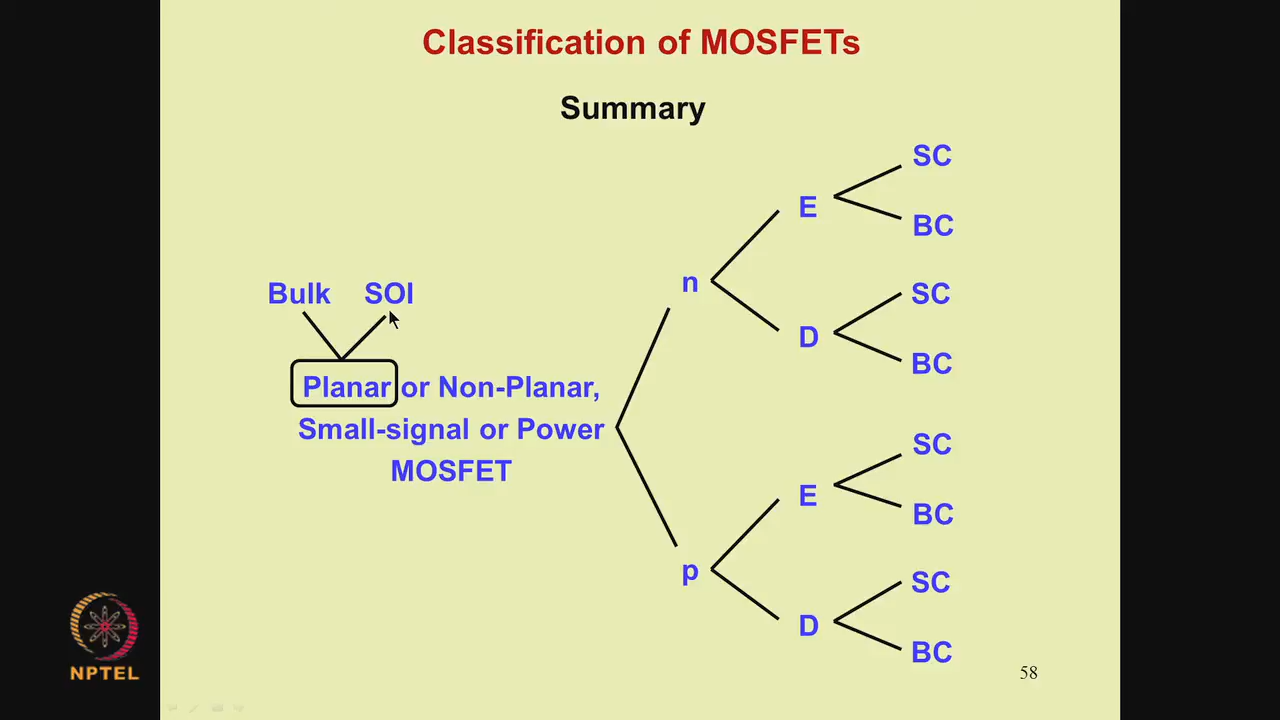 Classification of MOSFETs
Summary
SC
E
BC
n
Bulk SOI
SC
D
BC
Planar or Non-Planar,
Small-signal or Power
MOSFET
SC
E
BC
p
SC
D
BC
NPTEL
58